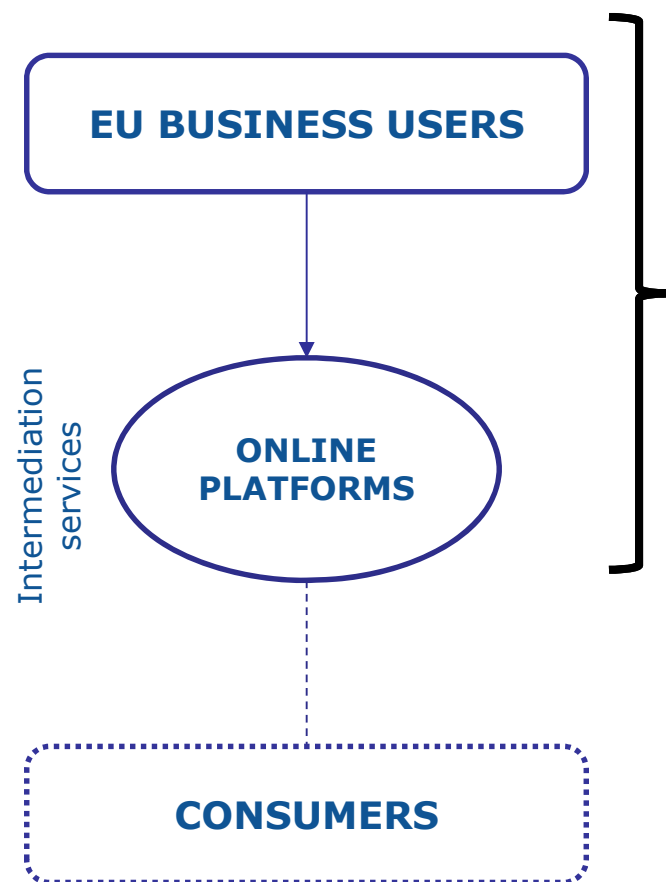 EU BUSINESS USERS
Intermediation
services
ONLINE
PLATFORMS
CONSUMERS